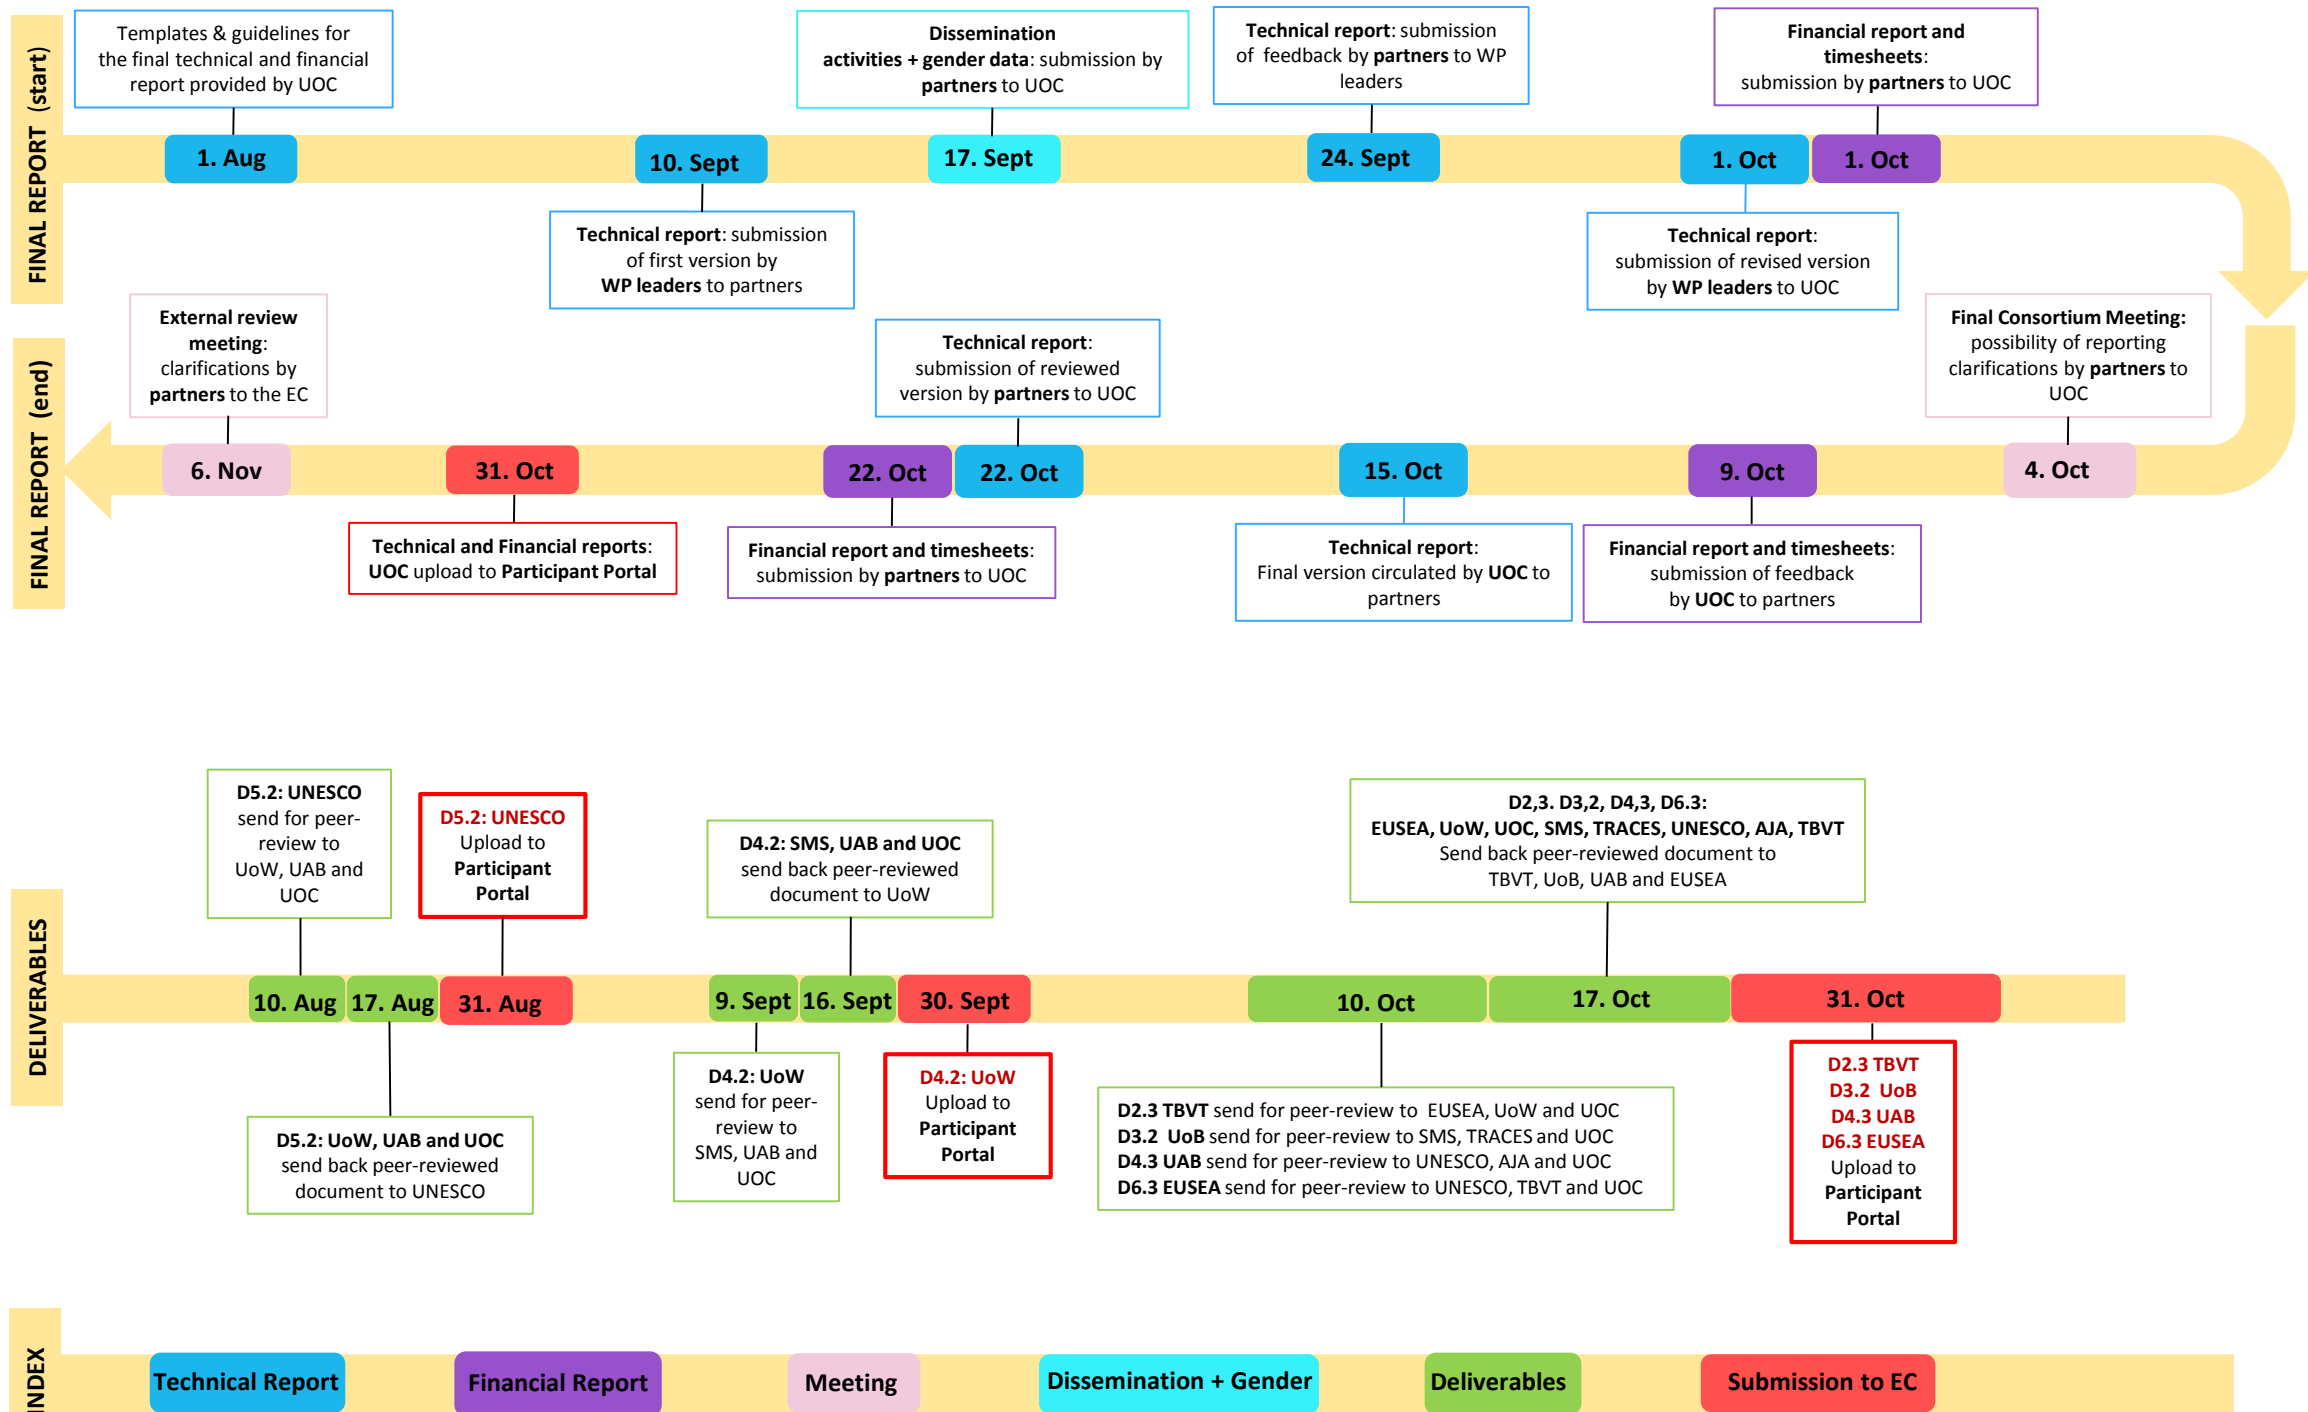 FINAL REPORT (start)
Templates & guidelines for
the final technical and financial
report provided by UOC
Dissemination
activities + gender data: submission by
partners to UOC
Technical report: submission
of feedback by partners to WP
leaders
Financial report and
timesheets:
submission by partners to UOC
1. Aug
10. Sept
17. Sept
24. Sept
1. Oct
1. Oct
Technical report: submission
of first version by
WP leaders to partners
Technical report:
submission of revised version
by WP leaders to UOC
FINAL REPORT (end)
External review
meeting:
clarifications by
partners to the EC
Technical report:
submission of reviewed
version by partners to UOC
Final Consortium Meeting:
possibility of reporting
clarifications by partners to
UOC
6. Nov
31. Oct
22. Oct
22. Oct
15. Oct
9. Oct
4. Oct
Technical and Financial reports:
UOC upload to Participant Portal
Financial report and timesheets:
submission by partners to UOC
Technical report:
Final version circulated by UOC to
partners
Financial report and timesheets:
submission of feedback
by UOC to partners
DELIVERABLES
D5.2: UNESCO
send for peer-
review to
UoW, UAB and
UOC
D5.2: UNESCO
Upload to
Participant
Portal
D4.2: SMS, UAB and UOC
send back peer-reviewed
document to UoW
D2,3. D3,2, D4,3, D6.3:
EUSEA, UoW, UOC, SMS, TRACES, UNESCO, AJA, TBVT
Send back peer-reviewed document to
TBVT, UoB, UAB and EUSEA
10. Aug
17. Aug
31. Aug
9. Sept
16. Sept
30. Sept
10. Oct
17. Oct
31. Oct
D5.2: UoW, UAB and UOC
send back peer-reviewed
document to UNESCO
D4.2: UoW
send for peer-
review to
SMS, UAB and
UOC
D4.2: UoW
Upload to
Participant
Portal
D2.3 TBVT send for peer-review to EUSEA, UoW and UOC
D3.2 UoB send for peer-review to SMS, TRACES and UOC
D4.3 UAB send for peer-review to UNESCO, AJA and UOC
D6.3 EUSEA send for peer-review to UNESCO, TBVT and UOC
D2.3 TBVT
D3.2 UoB
D4.3 UAB
D6.3 EUSEA
Upload to
Participant
Portal
INDEX
Technical Report
Financial Report
Meeting
Dissemination + Gender
Deliverables
Submission to EC